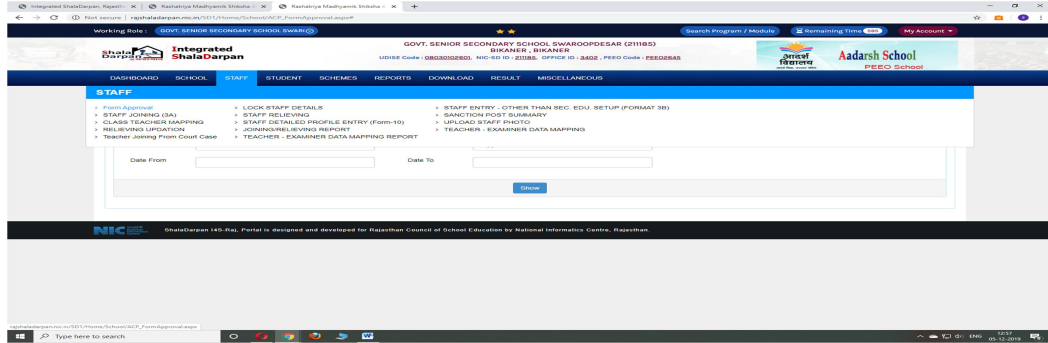 Integrated ShalaDarpan, Rajasth
Rashatriya Madhyamik Shiksha
Rashatriya Madhyamik Shiksha
Not secure | rajshaladarpan.nic.in/SD1/Home/School/ACP_FormApproval.aspx#
Working Role : GOVT. SENIOR SECONDARY SCHOOL SWAR
Search Program / Module
Remaining Time 595
My Account
Shala Darpan
Integrated ShalaDarpan
GOVT. SENIOR SECONDARY SCHOOL SWAROOPDESAR (211185)
BIKANER , BIKANER
UDISE Code : 08030102601, NIC-SD ID : 211185, OFFICE ID : 3402 , PEEO Code : PEEO2645
आदर्श विद्यालय
Aadarsh School
PEEO School
DASHBOARD SCHOOL STAFF STUDENT SCHEMES REPORTS DOWNLOAD RESULT MISCELLANEOUS
STAFF
> Form Approval > LOCK STAFF DETAILS > STAFF ENTRY - OTHER THAN SEC. EDU. SETUP (FORMAT 3B)
> STAFF JOINING (3A) > STAFF RELIEVING > SANCTION POST SUMMARY
> CLASS TEACHER MAPPING > STAFF DETAILED PROFILE ENTRY (Form-10) > UPLOAD STAFF PHOTO
> RELIEVING UPDATION > JOINING/RELIEVING REPORT > TEACHER - EXAMINER DATA MAPPING
> Teacher Joining From Court Case > TEACHER - EXAMINER DATA MAPPING REPORT
Date From Date To
Show
NIC ShalaDarpan I4S-Raj, Portal is designed and developed for Rajasthan Council of School Education by National Informatics Centre, Rajasthan.
rajshaladarpan.nic.in/SD1/Home/School/ACP_FormApproval.aspx
Type here to search
ENG
12:57
05-12-2019